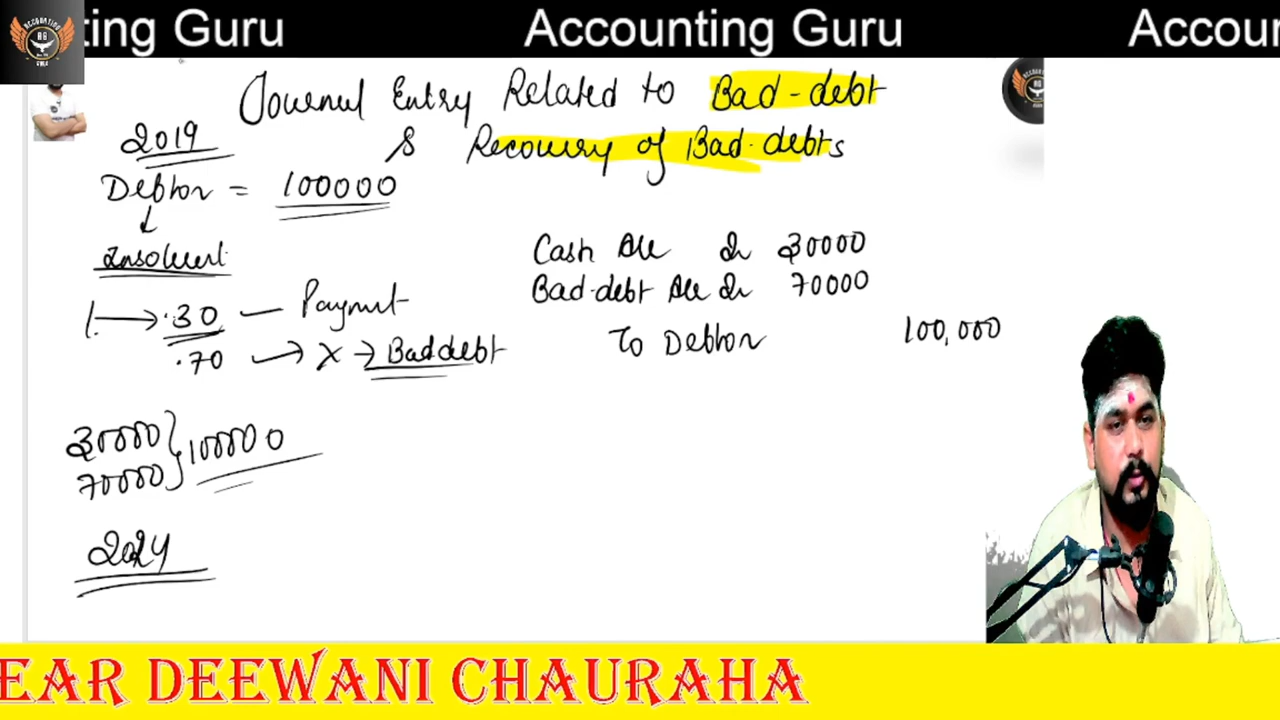 ting Guru Accounting Guru Accoun
Journal Entry Related to Bad-debt
& Recovery of Bad-debts
2019
Debtor = 100000
Insolvent
1 → .30 — Payment
.70 → X → Bad debt
30000
70000 } 100000
2024
Cash A/c Dr 30000
Bad-debt A/c Dr 70000
To Debtor 100,000
EAR DEEWANI CHAURAHA